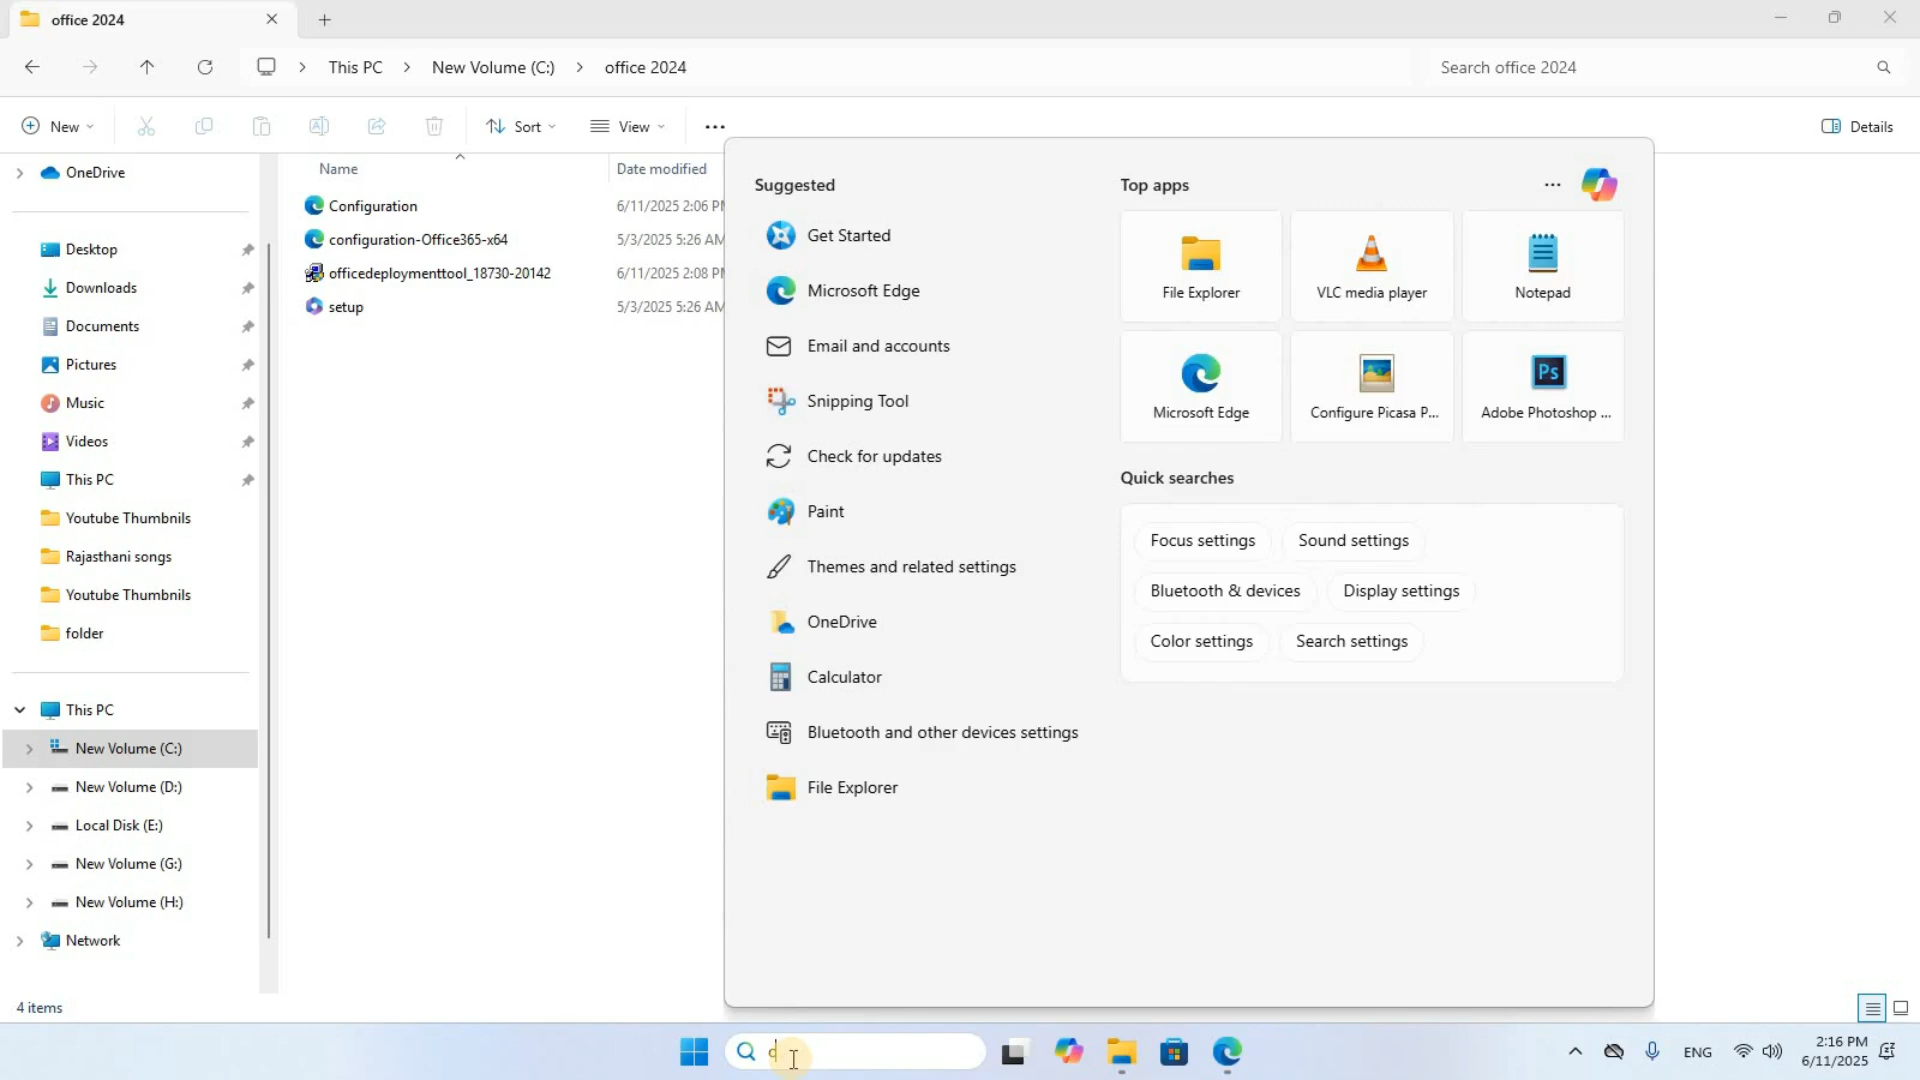 office 2024
This PC
New Volume (C:)
office 2024
Search office 2024
New
Sort
View
Details
OneDrive
Desktop
Downloads
Documents
Pictures
Music
Videos
This PC
Youtube Thumbnils
Rajasthani songs
Youtube Thumbnils
folder
This PC
New Volume (C:)
New Volume (D:)
Local Disk (E:)
New Volume (G:)
New Volume (H:)
Network
4 items
Name
Date modified
Configuration
6/11/2025 2:06 PM
configuration-Office365-x64
5/3/2025 5:26 AM
officedeploymenttool_18730-20142
6/11/2025 2:08 PM
setup
5/3/2025 5:26 AM
Suggested
Get Started
Microsoft Edge
Email and accounts
Snipping Tool
Check for updates
Paint
Themes and related settings
OneDrive
Calculator
Bluetooth and other devices settings
File Explorer
Top apps
File Explorer
VLC media player
Notepad
Microsoft Edge
Configure Picasa P...
Ps
Adobe Photoshop ...
Quick searches
Focus settings
Sound settings
Bluetooth & devices
Display settings
Color settings
Search settings
ENG
2:16 PM
6/11/2025